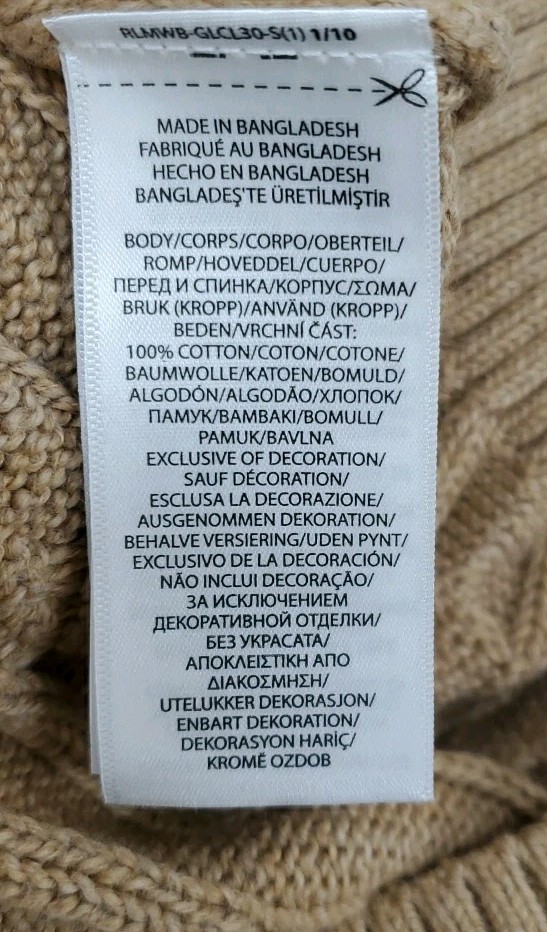 RLMWB-GLCL30-S(1) 1/10
MADE IN BANGLADESH
FABRIQUÉ AU BANGLADESH
HECHO EN BANGLADESH
BANGLADEŞ'TE ÜRETİLMİŞTİR
BODY/CORPS/CORPO/OBERTEIL/
ROMP/HOVEDDEL/CUERPO/
ПЕРЕД И СПИНКА/КОРПУС/ΣΩΜΑ/
BRUK (KROPP)/ANVÄND (KROPP)/
BEDEN/VRCHNÍ ČÁST:
100% COTTON/COTON/COTONE/
BAUMWOLLE/KATOEN/BOMULD/
ALGODÓN/ALGODÃO/ХЛОПОК/
ПАМУК/ΒΑΜΒΑΚΙ/BOMULL/
PAMUK/BAVLNA
EXCLUSIVE OF DECORATION/
SAUF DÉCORATION/
ESCLUSA LA DECORAZIONE/
AUSGENOMMEN DEKORATION/
BEHALVE VERSIERING/UDEN PYNT/
EXCLUSIVO DE LA DECORACIÓN/
NÃO INCLUI DECORAÇÃO/
ЗА ИСКЛЮЧЕНИЕМ
ДЕКОРАТИВНОЙ ОТДЕЛКИ/
БЕЗ УКРАСАТА/
ΑΠΟΚΛΕΙΣΤΙΚΗ ΑΠΟ
ΔΙΑΚΟΣΜΗΣΗ/
UTELUKKER DEKORASJON/
ENBART DEKORATION/
DEKORASYON HARİÇ/
KROMĚ OZDOB